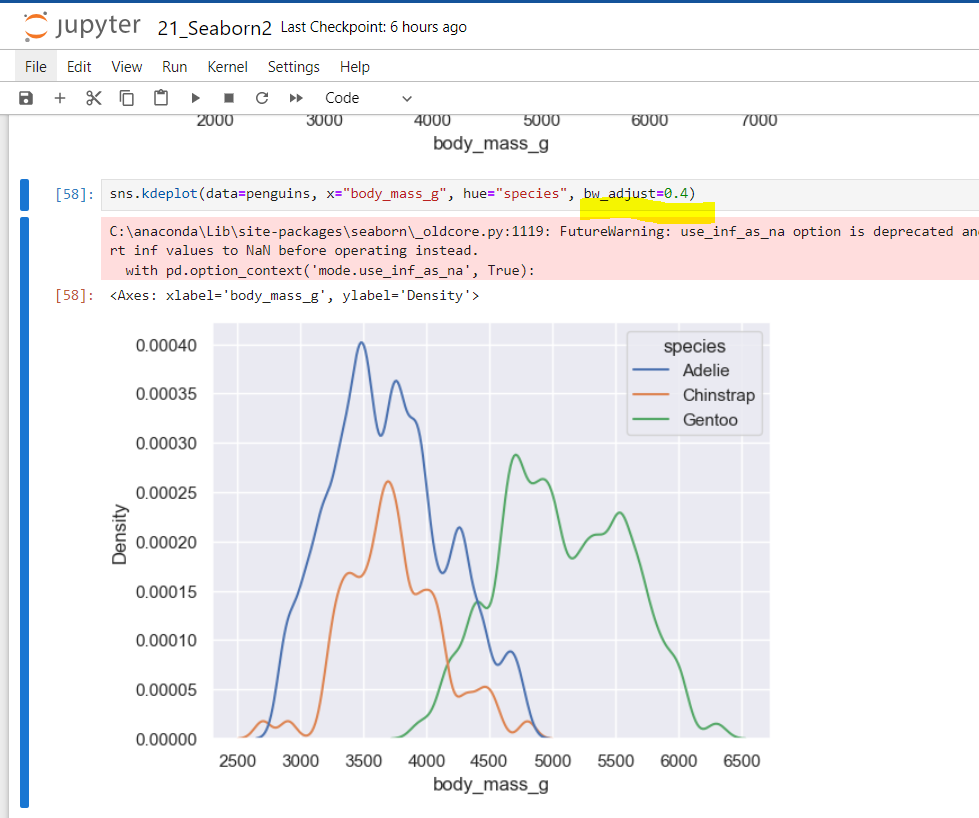 jupyter 21_Seaborn2 Last Checkpoint: 6 hours ago
File Edit View Run Kernel Settings Help
Code
2000 3000 4000 5000 6000 7000
body_mass_g
[58]: sns.kdeplot(data=penguins, x="body_mass_g", hue="species", bw_adjust=0.4)
C:\anaconda\Lib\site-packages\seaborn\_oldcore.py:1119: FutureWarning: use_inf_as_na option is deprecated an
rt inf values to NaN before operating instead.
with pd.option_context('mode.use_inf_as_na', True):
[58]: <Axes: xlabel='body_mass_g', ylabel='Density'>
species
Adelie
Chinstrap
Gentoo
0.00040
0.00035
0.00030
0.00025
0.00020
0.00015
0.00010
0.00005
0.00000
Density
2500 3000 3500 4000 4500 5000 5500 6000 6500
body_mass_g